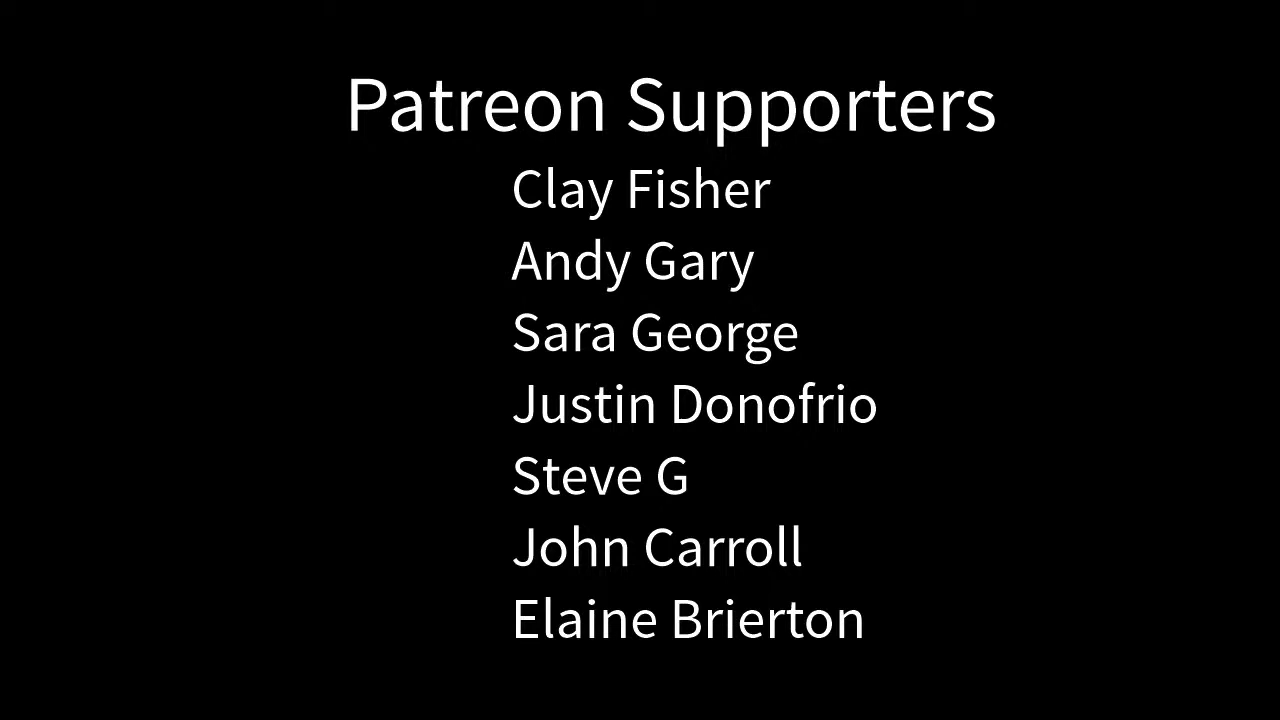 Patreon Supporters
Clay Fisher
Andy Gary
Sara George
Justin Donofrio
Steve G
John Carroll
Elaine Brierton